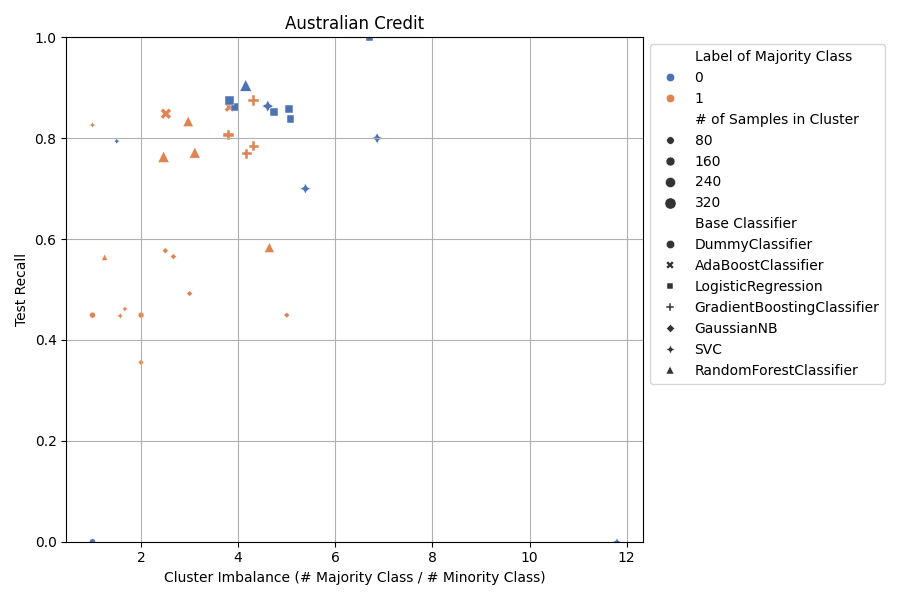 Australian Credit
1.0
0.8
0.6
0.4
0.2
0.0
Test Recall
2
4
6
8
10
12
Cluster Imbalance (# Majority Class / # Minority Class)
Label of Majority Class
0
1
# of Samples in Cluster
80
160
240
320
Base Classifier
DummyClassifier
AdaBoostClassifier
LogisticRegression
GradientBoostingClassifier
GaussianNB
SVC
RandomForestClassifier